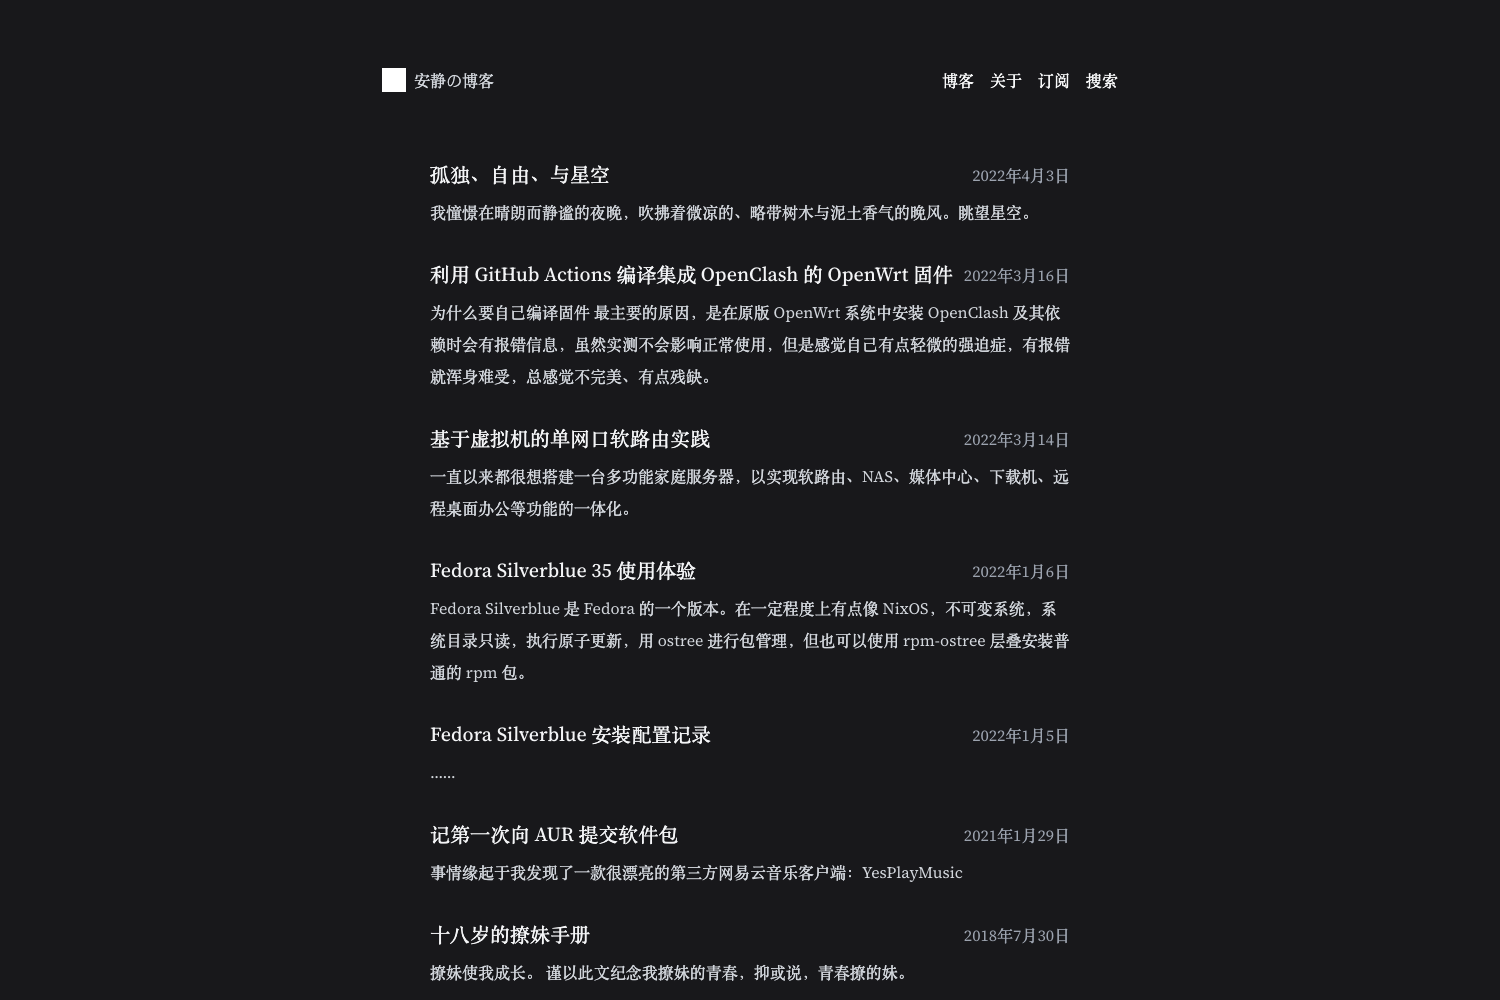 安静の博客
博客 关于 订阅 搜索
孤独、自由、与星空 2022年4月3日
我憧憬在晴朗而静谧的夜晚，吹拂着微凉的、略带树木与泥土香气的晚风。眺望星空。
利用 GitHub Actions 编译集成 OpenClash 的 OpenWrt 固件 2022年3月16日
为什么要自己编译固件 最主要的原因，是在原版 OpenWrt 系统中安装 OpenClash 及其依
赖时会有报错信息，虽然实测不会影响正常使用，但是感觉自己有点轻微的强迫症，有报错
就浑身难受，总感觉不完美、有点残缺。
基于虚拟机的单网口软路由实践 2022年3月14日
一直以来都很想搭建一台多功能家庭服务器，以实现软路由、NAS、媒体中心、下载机、远
程桌面办公等功能的一体化。
Fedora Silverblue 35 使用体验 2022年1月6日
Fedora Silverblue 是 Fedora 的一个版本。在一定程度上有点像 NixOS，不可变系统，系
统目录只读，执行原子更新，用 ostree 进行包管理，但也可以使用 rpm-ostree 层叠安装普
通的 rpm 包。
Fedora Silverblue 安装配置记录 2022年1月5日
……
记第一次向 AUR 提交软件包 2021年1月29日
事情缘起于我发现了一款很漂亮的第三方网易云音乐客户端：YesPlayMusic
十八岁的撩妹手册 2018年7月30日
撩妹使我成长。 谨以此文纪念我撩妹的青春，抑或说，青春撩的妹。